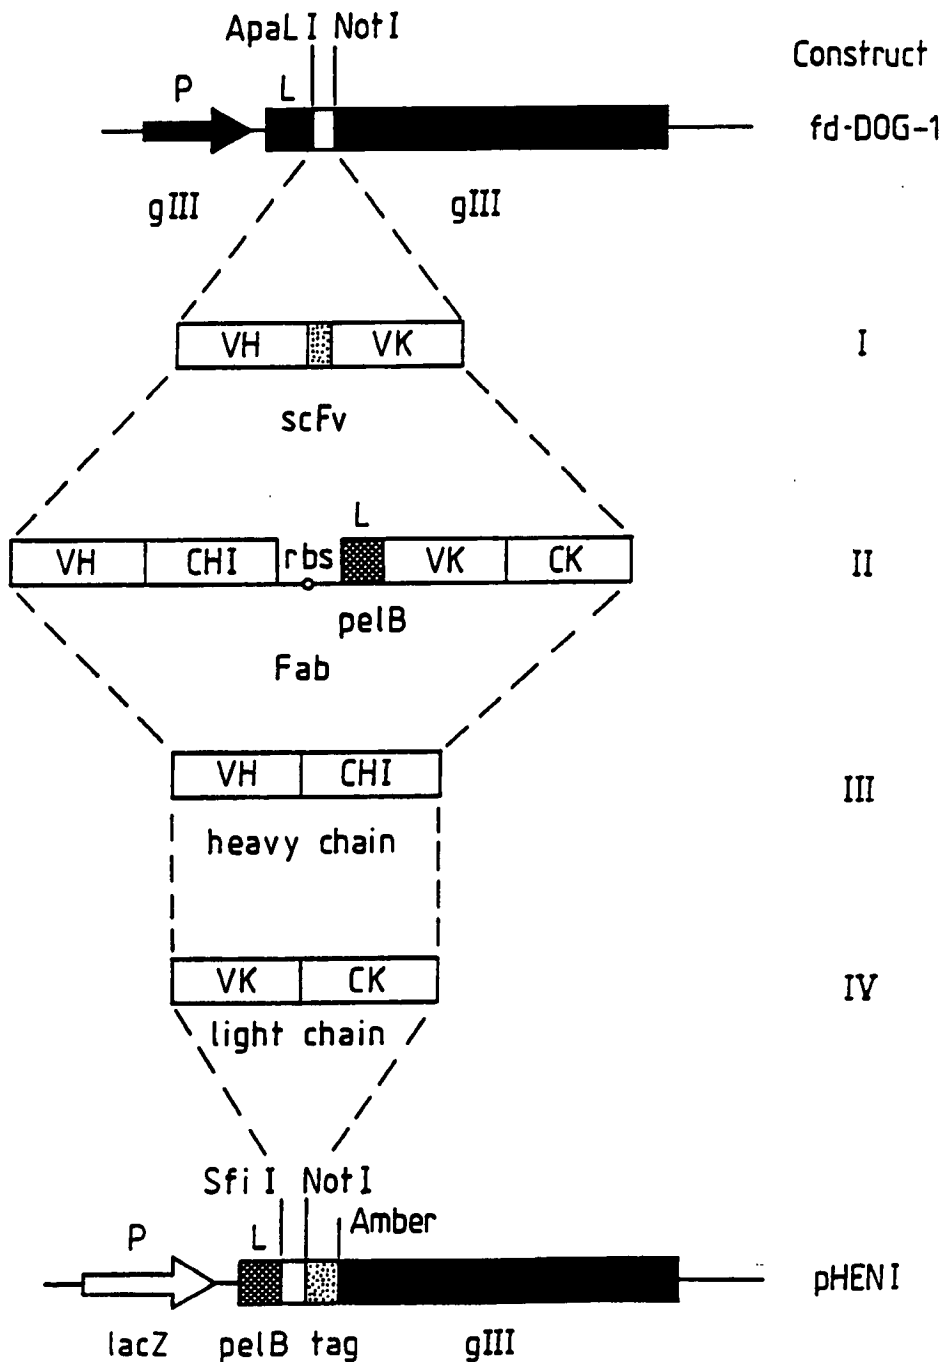 ApaL I Not I
Construct
P L
fd-DOG-1
gIII gIII
VH VK I
scFv
L
VH CHI rbs VK CK II
pelB
Fab
VH CHI III
heavy chain
VK CK IV
light chain
Sfi I Not I
Amber
P L
pHEN I
lacZ pelB tag gIII